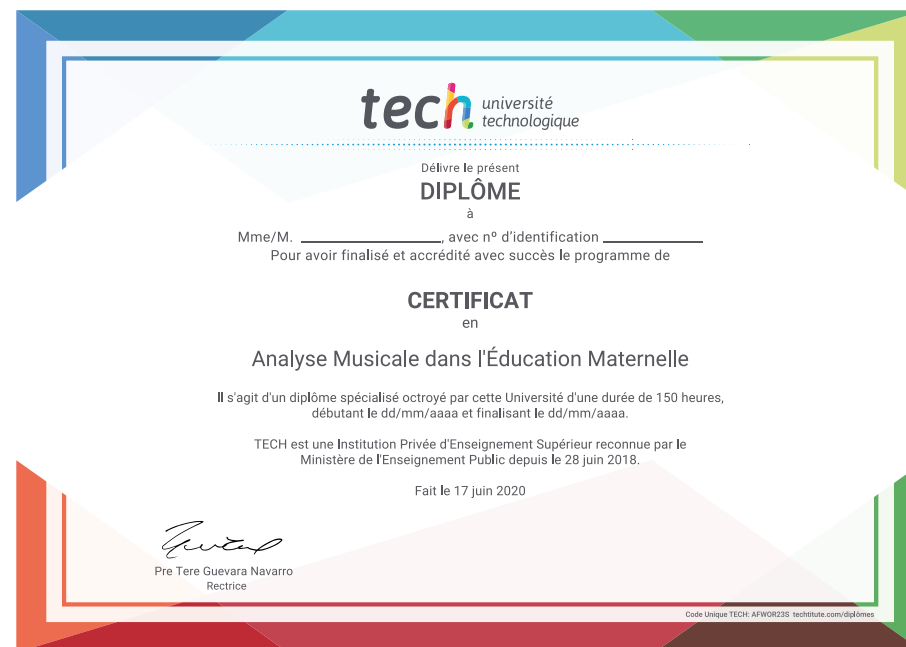 tech université
technologique
Délivre le présent
DIPLÔME
à
Mme/M. ____________________, avec nº d’identification ______________
Pour avoir finalisé et accrédité avec succès le programme de
CERTIFICAT
en
Analyse Musicale dans l'Éducation Maternelle
Il s'agit d'un diplôme spécialisé octroyé par cette Université d'une durée de 150 heures,
débutant le dd/mm/aaaa et finalisant le dd/mm/aaaa.
TECH est une Institution Privée d'Enseignement Supérieur reconnue par le
Ministère de l'Enseignement Public depuis le 28 juin 2018.
Fait le 17 juin 2020
Pre Tere Guevara Navarro
Rectrice
Code Unique TECH: AFWOR23S techtitute.com/diplômes